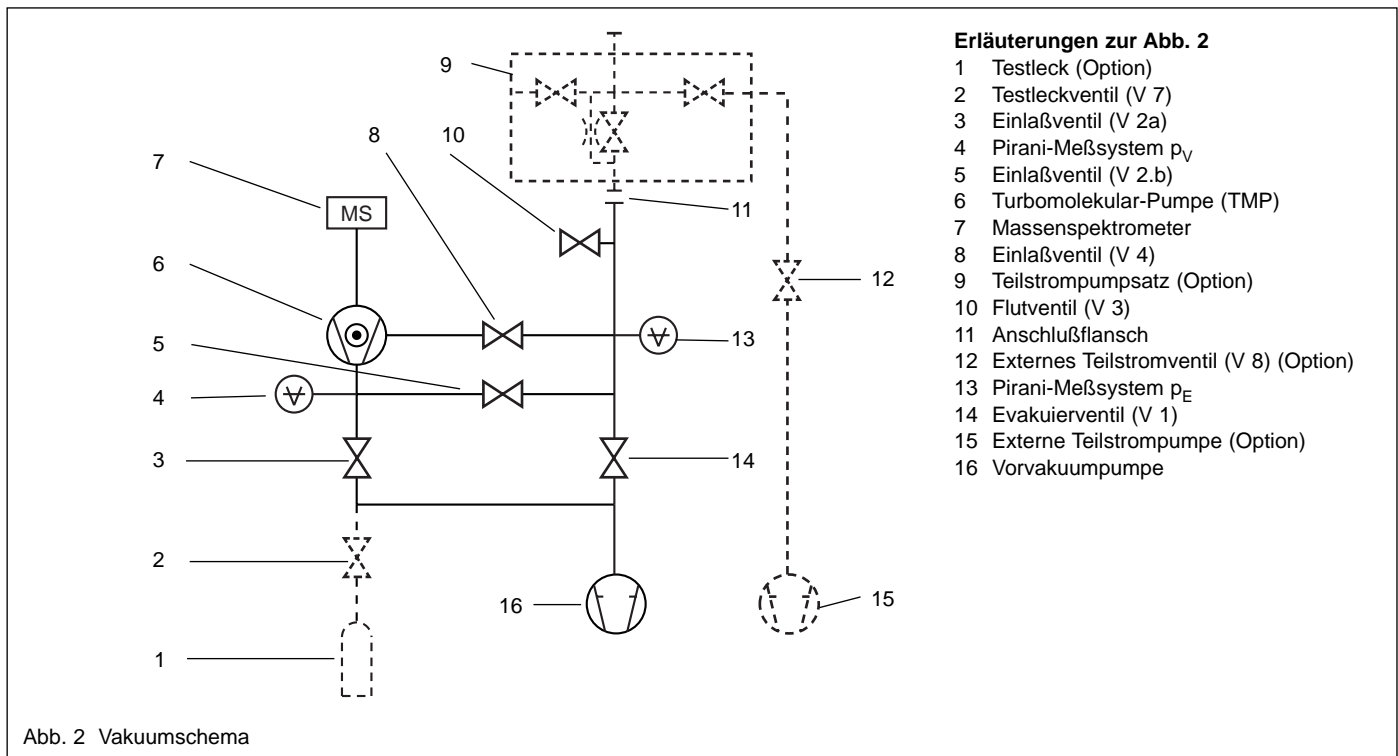 9
8
10
7
MS
11
6
12
5
13
4
3
14
2
16
15
1
Abb. 2 Vakuumschema
Erläuterungen zur Abb. 2
1 Testleck (Option)
2 Testleckventil (V 7)
3 Einlaßventil (V 2a)
4 Pirani-Meßsystem pV
5 Einlaßventil (V 2.b)
6 Turbomolekular-Pumpe (TMP)
7 Massenspektrometer
8 Einlaßventil (V 4)
9 Teilstrompumpsatz (Option)
10 Flutventil (V 3)
11 Anschlußflansch
12 Externes Teilstromventil (V 8) (Option)
13 Pirani-Meßsystem pE
14 Evakuierventil (V 1)
15 Externe Teilstrompumpe (Option)
16 Vorvakuumpumpe